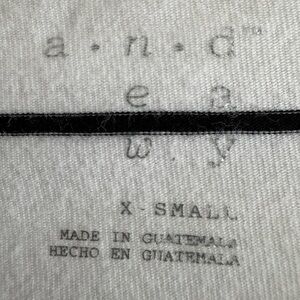 a · n · d™
e a
w y
X-SMALL
MADE IN GUATEMALA
HECHO EN GUATEMALA